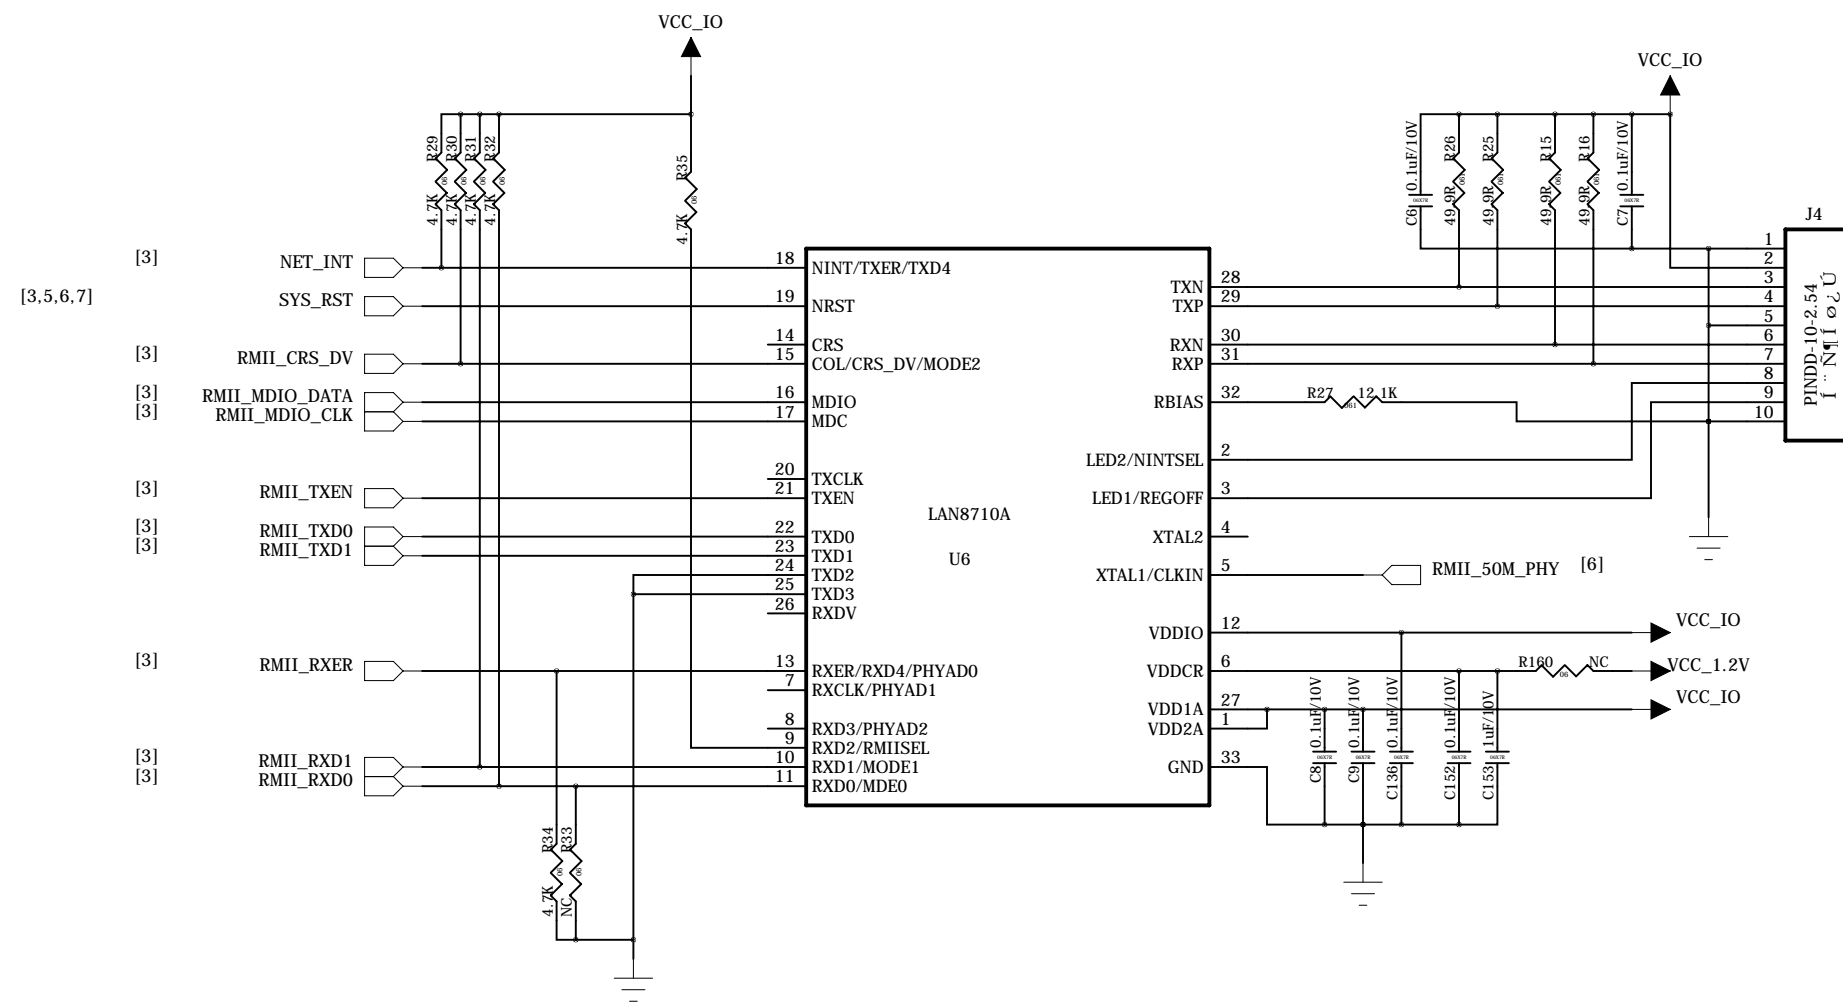 VCC_IO
VCC_IO
R29
4.7K
R30
4.7K
R31
4.7K
R32
4.7K
R35
4.7K
C6
0.1uF/10V
R26
49.9R
R25
49.9R
R15
49.9R
R16
49.9R
C7
0.1uF/10V
J4
[3] NET_INT 18 NINT/TXER/TXD4
[3,5,6,7] SYS_RST 19 NRST
14 CRS
[3] RMII_CRS_DV 15 COL/CRS_DV/MODE2
[3] RMII_MDIO_DATA 16 MDIO
[3] RMII_MDIO_CLK 17 MDC
20 TXCLK
[3] RMII_TXEN 21 TXEN
[3] RMII_TXD0 22 TXD0
[3] RMII_TXD1 23 TXD1
24 TXD2
25 TXD3
26 RXDV
[3] RMII_RXER 13 RXER/RXD4/PHYAD0
7 RXCLK/PHYAD1
8 RXD3/PHYAD2
9 RXD2/RMIISEL
[3] RMII_RXD1 10 RXD1/MODE1
[3] RMII_RXD0 11 RXD0/MDE0
LAN8710A
U6
TXN 28
TXP 29
RXN 30
RXP 31
RBIAS 32 R27 12.1K
LED2/NINTSEL 2
LED1/REGOFF 3
XTAL2 4
XTAL1/CLKIN 5 RMII_50M_PHY [6]
VDDIO 12 VCC_IO
VDDCR 6 R160 NC VCC_1.2V
VDD1A 27 VCC_IO
VDD2A 1
GND 33
1
2
3
4
5
6
7
8
9
10
PINDD-10-2.54
C8
0.1uF/10V
C9
0.1uF/10V
C136
0.1uF/10V
C152
0.1uF/10V
C153
1uF/10V
R34
4.7K
R33
NC